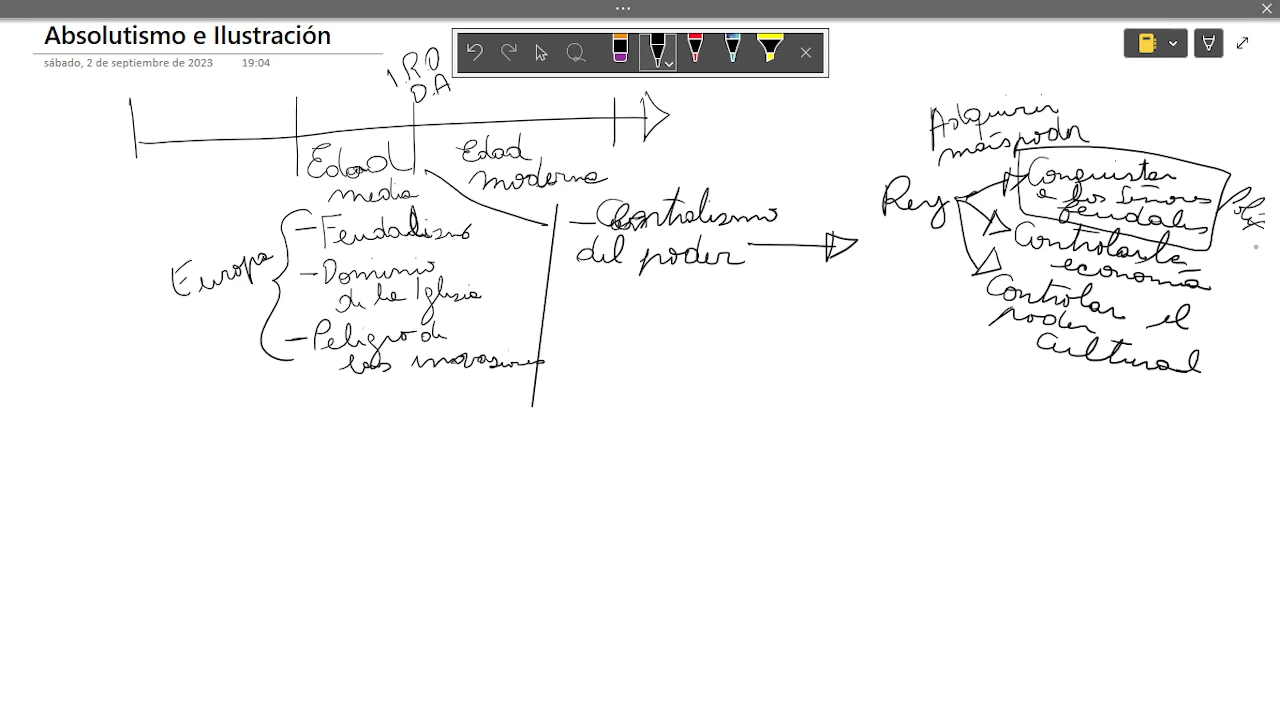 Absolutismo e Ilustración
sábado, 2 de septiembre de 2023 19:04
I.R.O
D.A
Edad
media
Edad
moderna
Europa
- Feudalismo
- Dominio
de la Iglesia
- Peligro de
las invasiones
- Centralismo
del poder
Adquirir
más poder
Rey
Conquistar
a los Señores
feudales
Controlar la
economía
Controlar el
poder
cultural